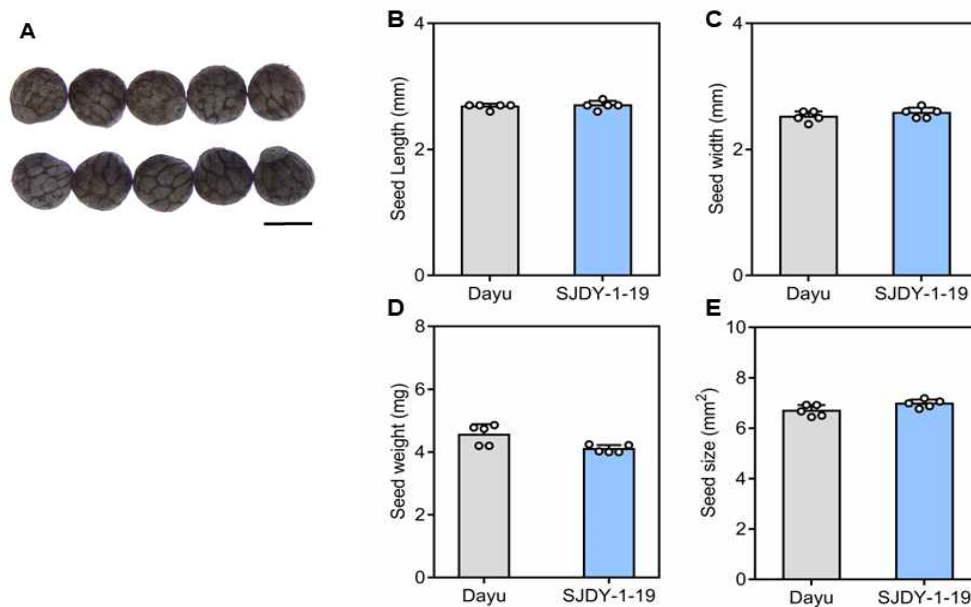 A
B
Seed Length (mm)
4
2
0
Dayu
SJDY-1-19
C
Seed width (mm)
4
2
0
Dayu
SJDY-1-19
D
Seed weight (mg)
8
6
4
2
0
Dayu
SJDY-1-19
E
Seed size (mm²)
10
8
6
4
2
0
Dayu
SJDY-1-19